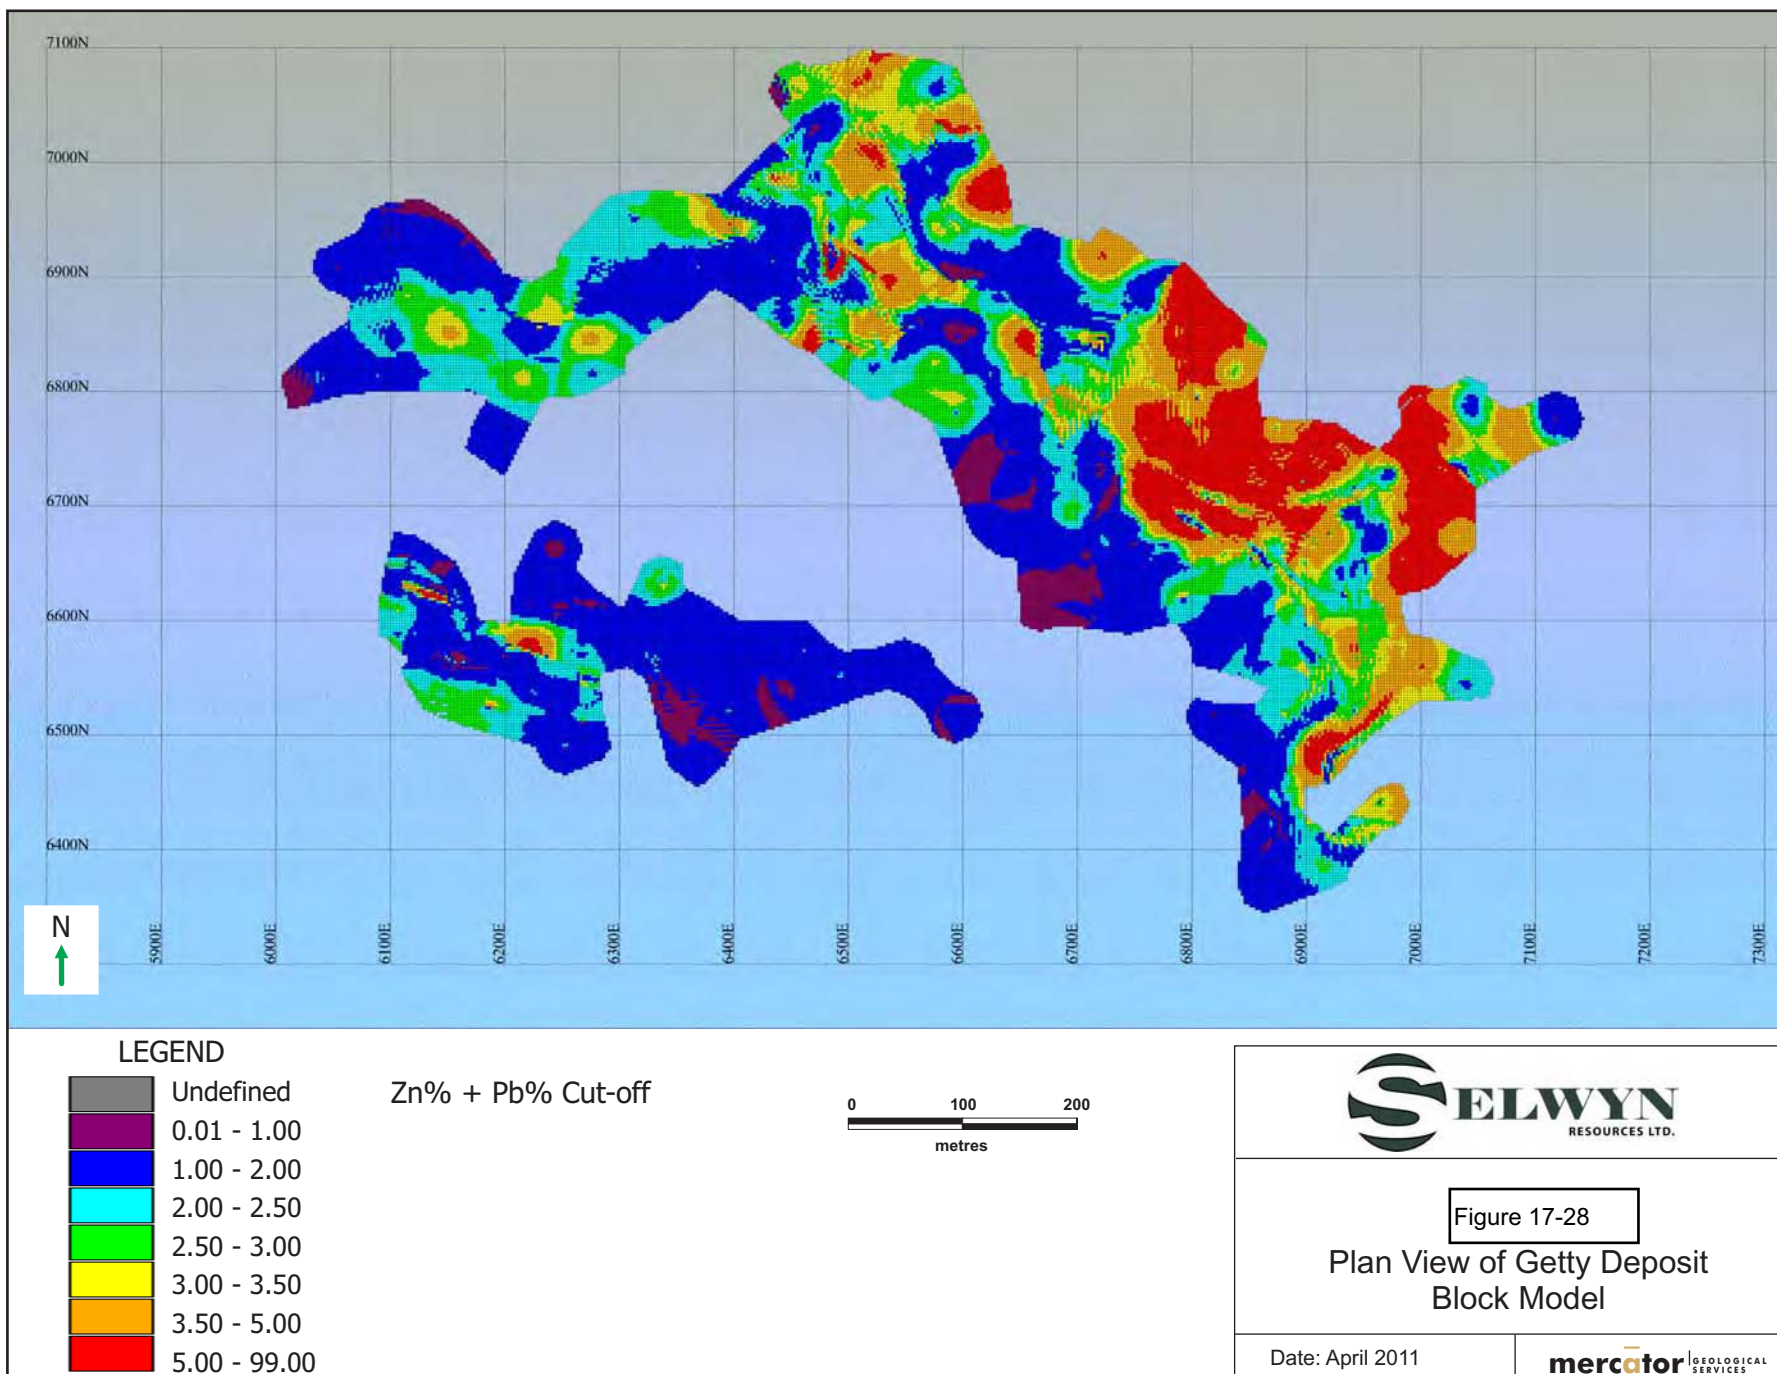 7100N
7000N
6900N
6800N
6700N
6600N
6500N
6400N
N
5900E
6000E
6100E
6200E
6300E
6400E
6500E
6600E
6700E
6800E
6900E
7000E
7100E
7200E
7300E
LEGEND
Undefined
0.01 - 1.00
1.00 - 2.00
2.00 - 2.50
2.50 - 3.00
3.00 - 3.50
3.50 - 5.00
5.00 - 99.00
Zn% + Pb% Cut-off
0 100 200
metres
SELWYN
RESOURCES LTD.
Figure 17-28
Plan View of Getty Deposit
Block Model
Date: April 2011
mercator GEOLOGICAL
SERVICES